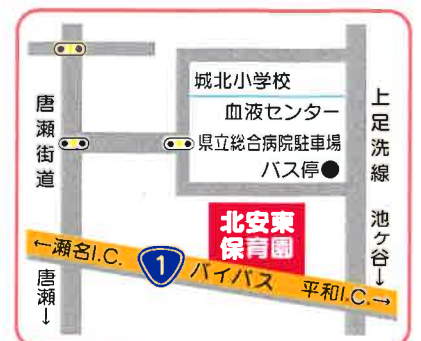 城北小学校
血液センター
県立総合病院駐車場
バス停●
唐瀬街道
上足洗線
池ヶ谷→
北安東
保育園
←瀬名I.C.
1
バイパス
平和I.C.→
唐瀬→